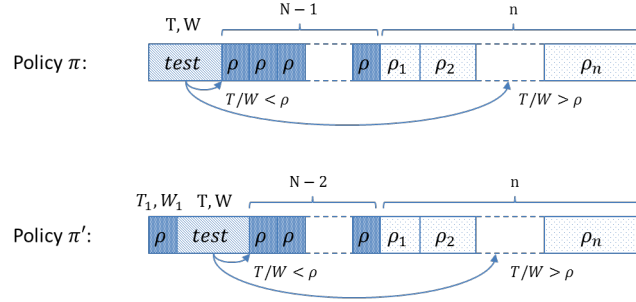 T, W N − 1 n
Policy π: test ρ ρ ρ ρ ρ₁ ρ₂ ρₙ
T/W < ρ T/W > ρ
T₁, W₁ T, W N − 2 n
Policy π′: ρ test ρ ρ ρ ρ₁ ρ₂ ρₙ
T/W < ρ T/W > ρ